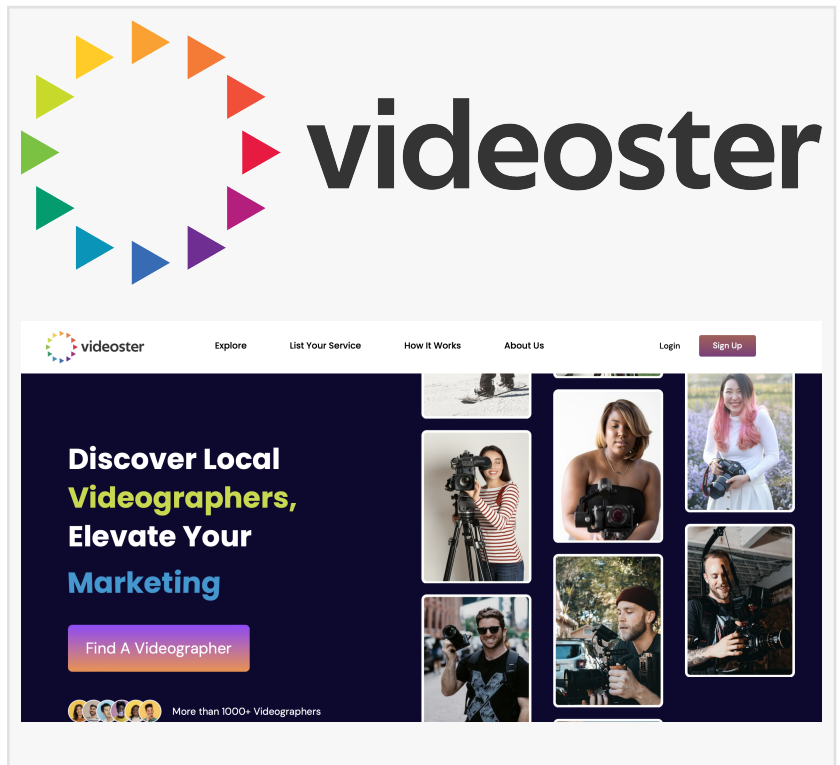 videoster
videoster Explore List Your Service How It Works About Us Login Sign Up
Discover Local
Videographers,
Elevate Your
Marketing
Find A Videographer
More than 1000+ Videographers